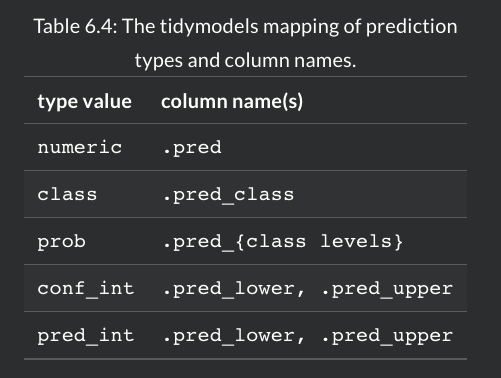 Table 6.4: The tidymodels mapping of prediction
types and column names.
type value column name(s)
numeric .pred
class .pred_class
prob .pred_{class levels}
conf_int .pred_lower, .pred_upper
pred_int .pred_lower, .pred_upper